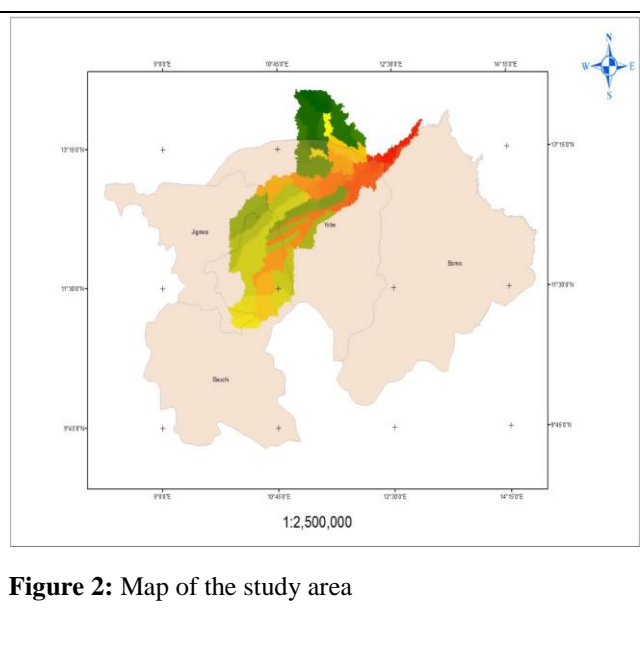 N
W E
S
9°0'0"E 10°45'0"E 12°30'0"E 14°15'0"E
13°15'0"N 13°15'0"N
Jigawa
Yobe
Borno
11°30'0"N 11°30'0"N
Bauchi
9°45'0"N 9°45'0"N
9°0'0"E 10°45'0"E 12°30'0"E 14°15'0"E
1:2,500,000
Figure 2: Map of the study area